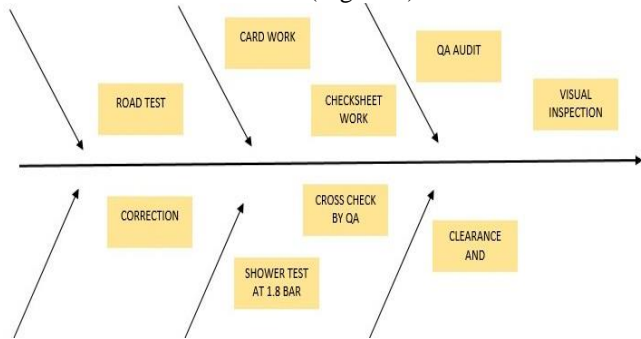 CARD WORK
QA AUDIT
ROAD TEST
CHECKSHEET
WORK
VISUAL
INSPECTION
CORRECTION
CROSS CHECK
BY QA
CLEARANCE
AND
SHOWER TEST
AT 1.8 BAR